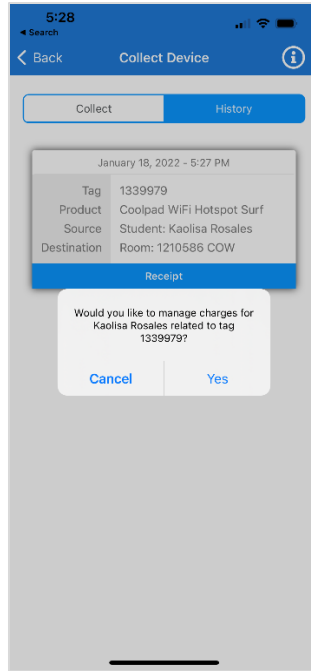 5:28
◀ Search
Back Collect Device
Collect History
January 18, 2022 - 5:27 PM
Tag 1339979
Product Coolpad WiFi Hotspot Surf
Source Student: Kaolisa Rosales
Destination Room: 1210586 COW
Receipt
Would you like to manage charges for
Kaolisa Rosales related to tag
1339979?
Cancel Yes